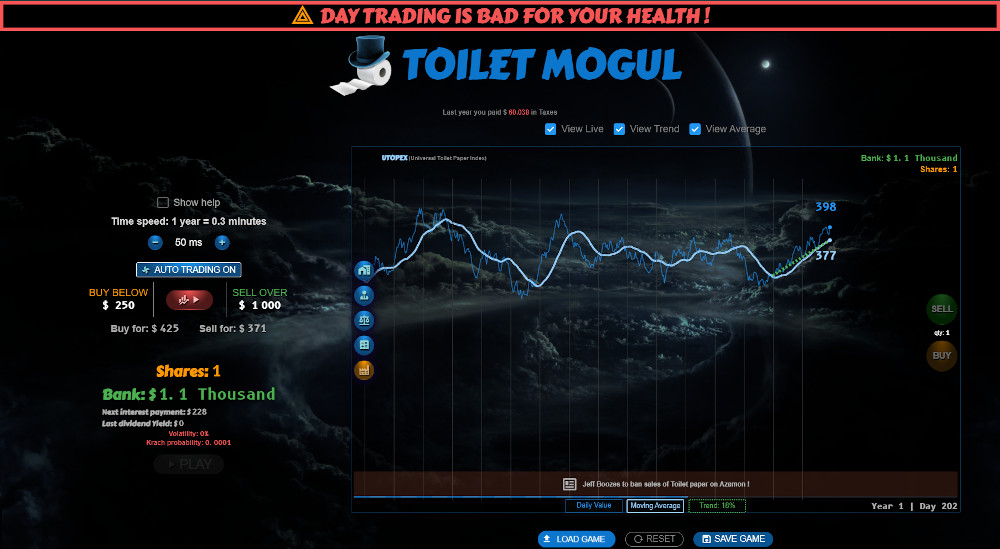 DAY TRADING IS BAD FOR YOUR HEALTH !
TOILET MOGUL
Last year you paid $ 60.030 in Taxes
View Live View Trend View Average
UTOPEX (Universal Toilet Paper Index)
Bank: $ 1. 1 Thousand
Shares: 1
398
377
Show help
Time speed: 1 year = 0.3 minutes
− 50 ms +
AUTO TRADING ON
BUY BELOW SELL OVER
$ 250 $ 1 000
Buy for: $ 425 Sell for: $ 371
Shares: 1
Bank: $ 1. 1 Thousand
Next interest payment: $ 228
Last dividend Yield: $ 0
Volatility: 0%
Krach probability: 0, 0001
PLAY
SELL
qty: 1
BUY
Jeff Boozes to ban sales of Toilet paper on Azamon !
Daily Value Moving Average Trend: 16%
Year 1 | Day 202
LOAD GAME RESET SAVE GAME